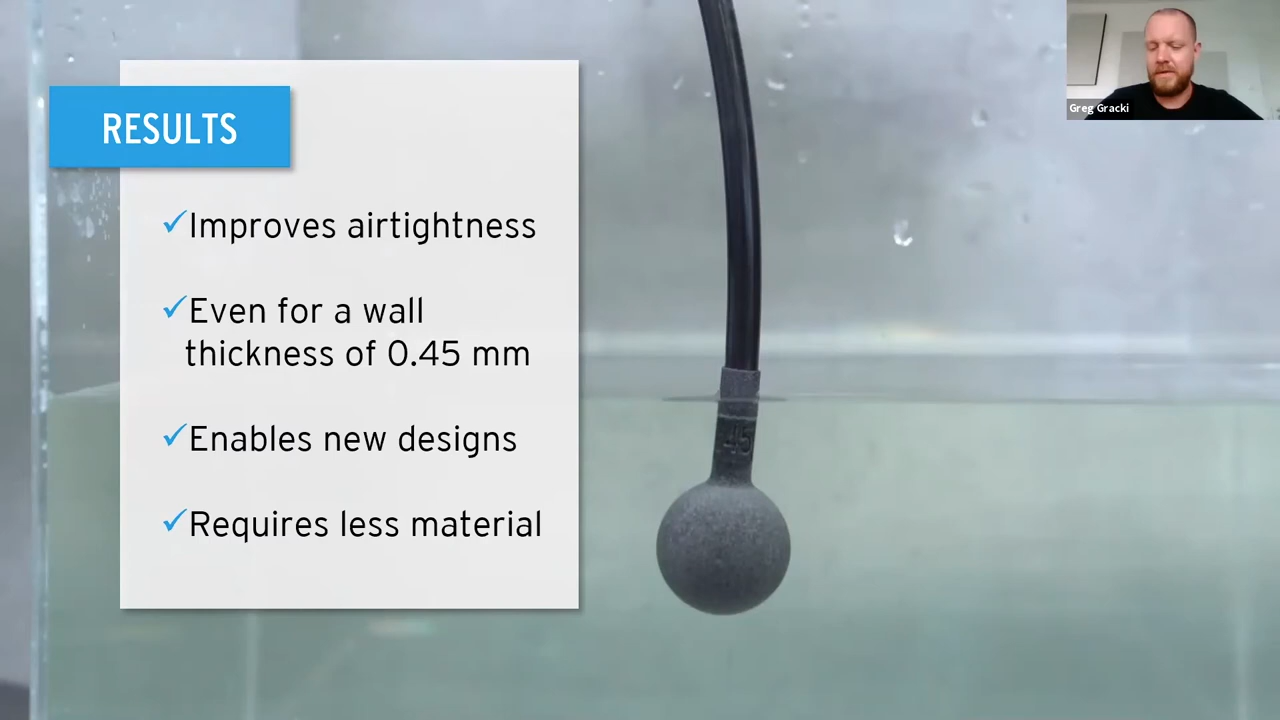 RESULTS
✓Improves airtightness
✓Even for a wall
thickness of 0.45 mm
✓Enables new designs
✓Requires less material
45
Greg Gracki